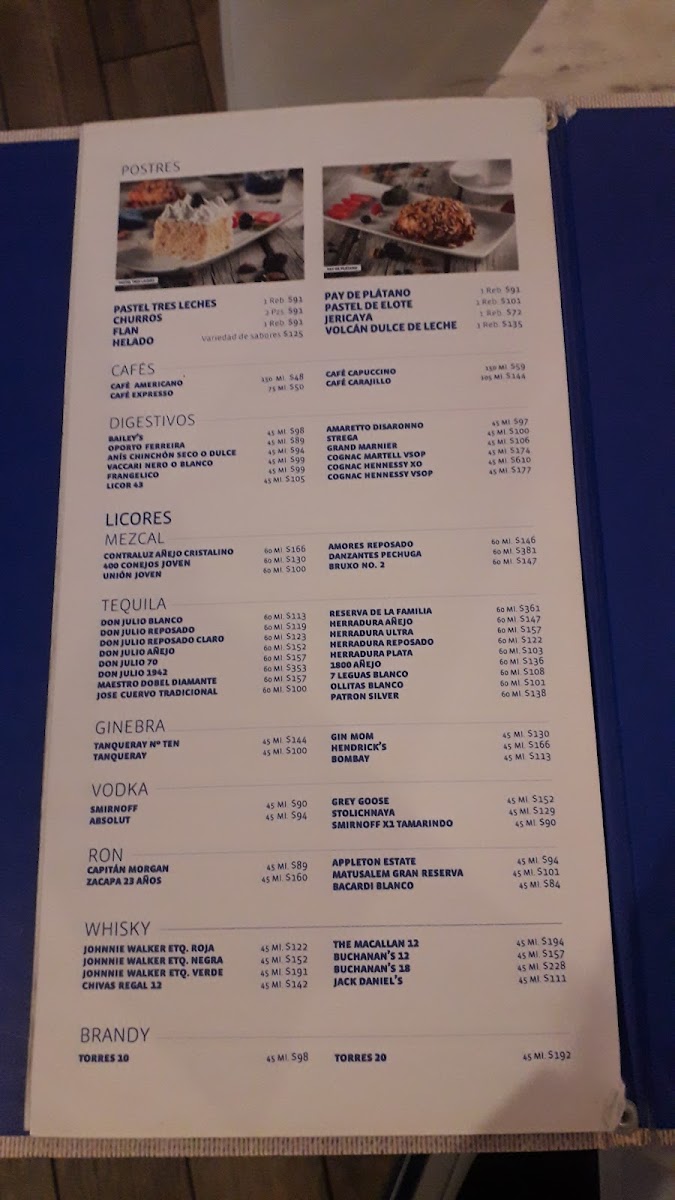 POSTRES
PASTEL TRES LECHES 1 Reb. $91
CHURROS 2 Pzs. $91
FLAN 1 Reb. $91
HELADO Variedad de sabores $125
PAY DE PLÁTANO 1 Reb. $91
PASTEL DE ELOTE 1 Reb. $101
JERICAYA 1 Reb. $72
VOLCÁN DULCE DE LECHE 1 Reb. $135
CAFÉS
CAFÉ AMERICANO 150 Ml. $48
CAFÉ EXPRESSO 75 Ml. $50
CAFÉ CAPUCCINO 150 Ml. $59
CAFÉ CARAJILLO 105 Ml. $144
DIGESTIVOS
BAILEY'S 45 Ml. $98
OPORTO FERREIRA 45 Ml. $89
ANÍS CHINCHÓN SECO O DULCE 45 Ml. $94
VACCARI NERO O BLANCO 45 Ml. $99
FRANGELICO 45 Ml. $99
LICOR 43 45 Ml. $105
AMARETTO DISARONNO 45 Ml. $97
STREGA 45 Ml. $100
GRAND MARNIER 45 Ml. $106
COGNAC MARTELL VSOP 45 Ml. $174
COGNAC HENNESSY XO 45 Ml. $610
COGNAC HENNESSY VSOP 45 Ml. $177
LICORES
MEZCAL
CONTRALUZ AÑEJO CRISTALINO 60 Ml. $166
400 CONEJOS JOVEN 60 Ml. $130
UNIÓN JOVEN 60 Ml. $100
AMORES REPOSADO 60 Ml. $146
DANZANTES PECHUGA 60 Ml. $381
BRUXO NO. 2 60 Ml. $147
TEQUILA
DON JULIO BLANCO 60 Ml. $113
DON JULIO REPOSADO 60 Ml. $119
DON JULIO REPOSADO CLARO 60 Ml. $123
DON JULIO AÑEJO 60 Ml. $152
DON JULIO 70 60 Ml. $157
DON JULIO 1942 60 Ml. $353
MAESTRO DOBEL DIAMANTE 60 Ml. $157
JOSE CUERVO TRADICIONAL 60 Ml. $100
RESERVA DE LA FAMILIA 60 Ml. $361
HERRADURA AÑEJO 60 Ml. $147
HERRADURA ULTRA 60 Ml. $157
HERRADURA REPOSADO 60 Ml. $122
HERRADURA PLATA 60 Ml. $103
1800 AÑEJO 60 Ml. $136
7 LEGUAS BLANCO 60 Ml. $108
OLLITAS BLANCO 60 Ml. $101
PATRON SILVER 60 Ml. $138
GINEBRA
TANQUERAY Nº TEN 45 Ml. $144
TANQUERAY 45 Ml. $100
GIN MOM 45 Ml. $130
HENDRICK'S 45 Ml. $166
BOMBAY 45 Ml. $113
VODKA
SMIRNOFF 45 Ml. $90
ABSOLUT 45 Ml. $94
GREY GOOSE 45 Ml. $152
STOLICHNAYA 45 Ml. $129
SMIRNOFF X1 TAMARINDO 45 Ml. $90
RON
CAPITÁN MORGAN 45 Ml. $89
ZACAPA 23 AÑOS 45 Ml. $160
APPLETON ESTATE 45 Ml. $94
MATUSALEM GRAN RESERVA 45 Ml. $101
BACARDI BLANCO 45 Ml. $84
WHISKY
JOHNNIE WALKER ETQ. ROJA 45 Ml. $122
JOHNNIE WALKER ETQ. NEGRA 45 Ml. $152
JOHNNIE WALKER ETQ. VERDE 45 Ml. $191
CHIVAS REGAL 12 45 Ml. $142
THE MACALLAN 12 45 Ml. $194
BUCHANAN'S 12 45 Ml. $157
BUCHANAN'S 18 45 Ml. $228
JACK DANIEL'S 45 Ml. $111
BRANDY
TORRES 10 45 Ml. $98
TORRES 20 45 Ml. $192